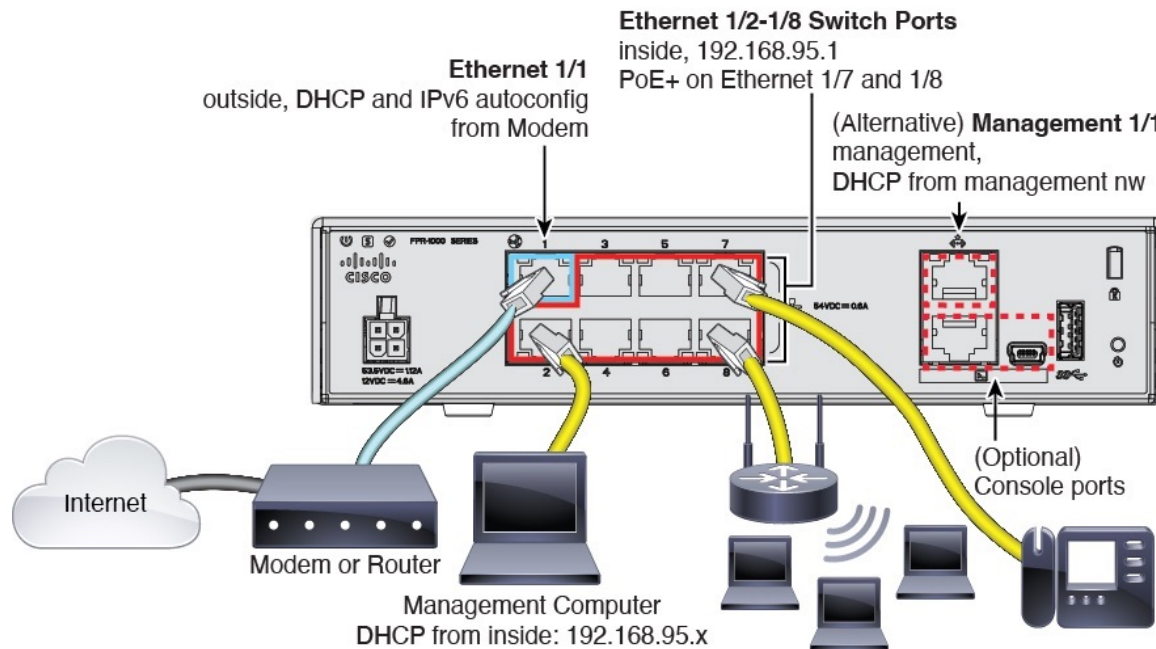 Ethernet 1/2-1/8 Switch Ports
inside, 192.168.95.1
PoE+ on Ethernet 1/7 and 1/8
Ethernet 1/1
outside, DHCP and IPv6 autoconfig
from Modem
(Alternative) Management 1/1
management,
DHCP from management nw
FPR-1000 SERIES
1 3 5 7
CISCO
54VDC 0.6A
53.5VDC 1.12A
12VDC 4.6A
2 4 6 8
(Optional)
Console ports
Internet
Modem or Router
Management Computer
DHCP from inside: 192.168.95.x